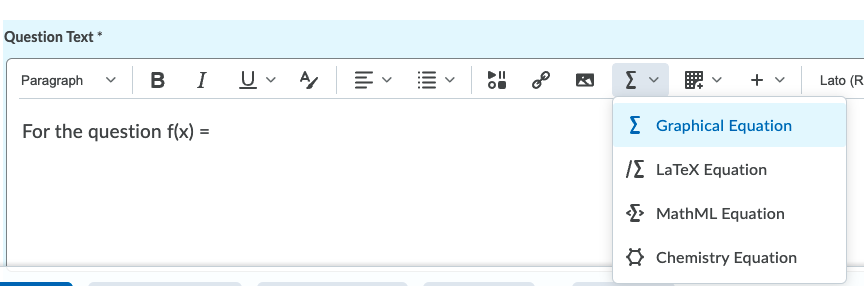 Question Text *
Paragraph B I U A Lato (R
For the question f(x) =
Graphical Equation
LaTeX Equation
MathML Equation
Chemistry Equation